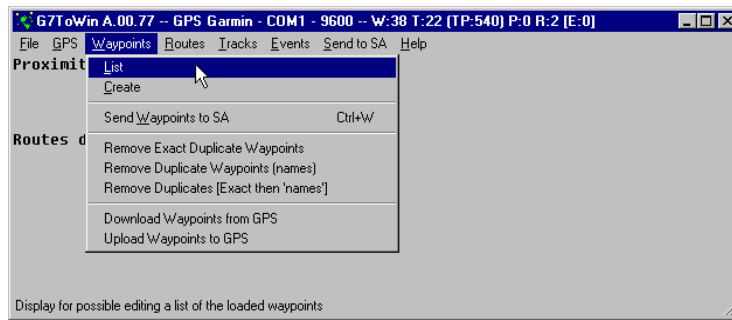 G7ToWin A.00.77 -- GPS Garmin - COM1 - 9600 -- W:38 T:22 (TP:540) P:0 R:2 [E:0]
File GPS Waypoints Routes Tracks Events Send to SA Help
Proximit
List
Create
Send Waypoints to SA Ctrl+W
Routes d
Remove Exact Duplicate Waypoints
Remove Duplicate Waypoints (names)
Remove Duplicates [Exact then 'names']
Download Waypoints from GPS
Upload Waypoints to GPS
Display for possible editing a list of the loaded waypoints